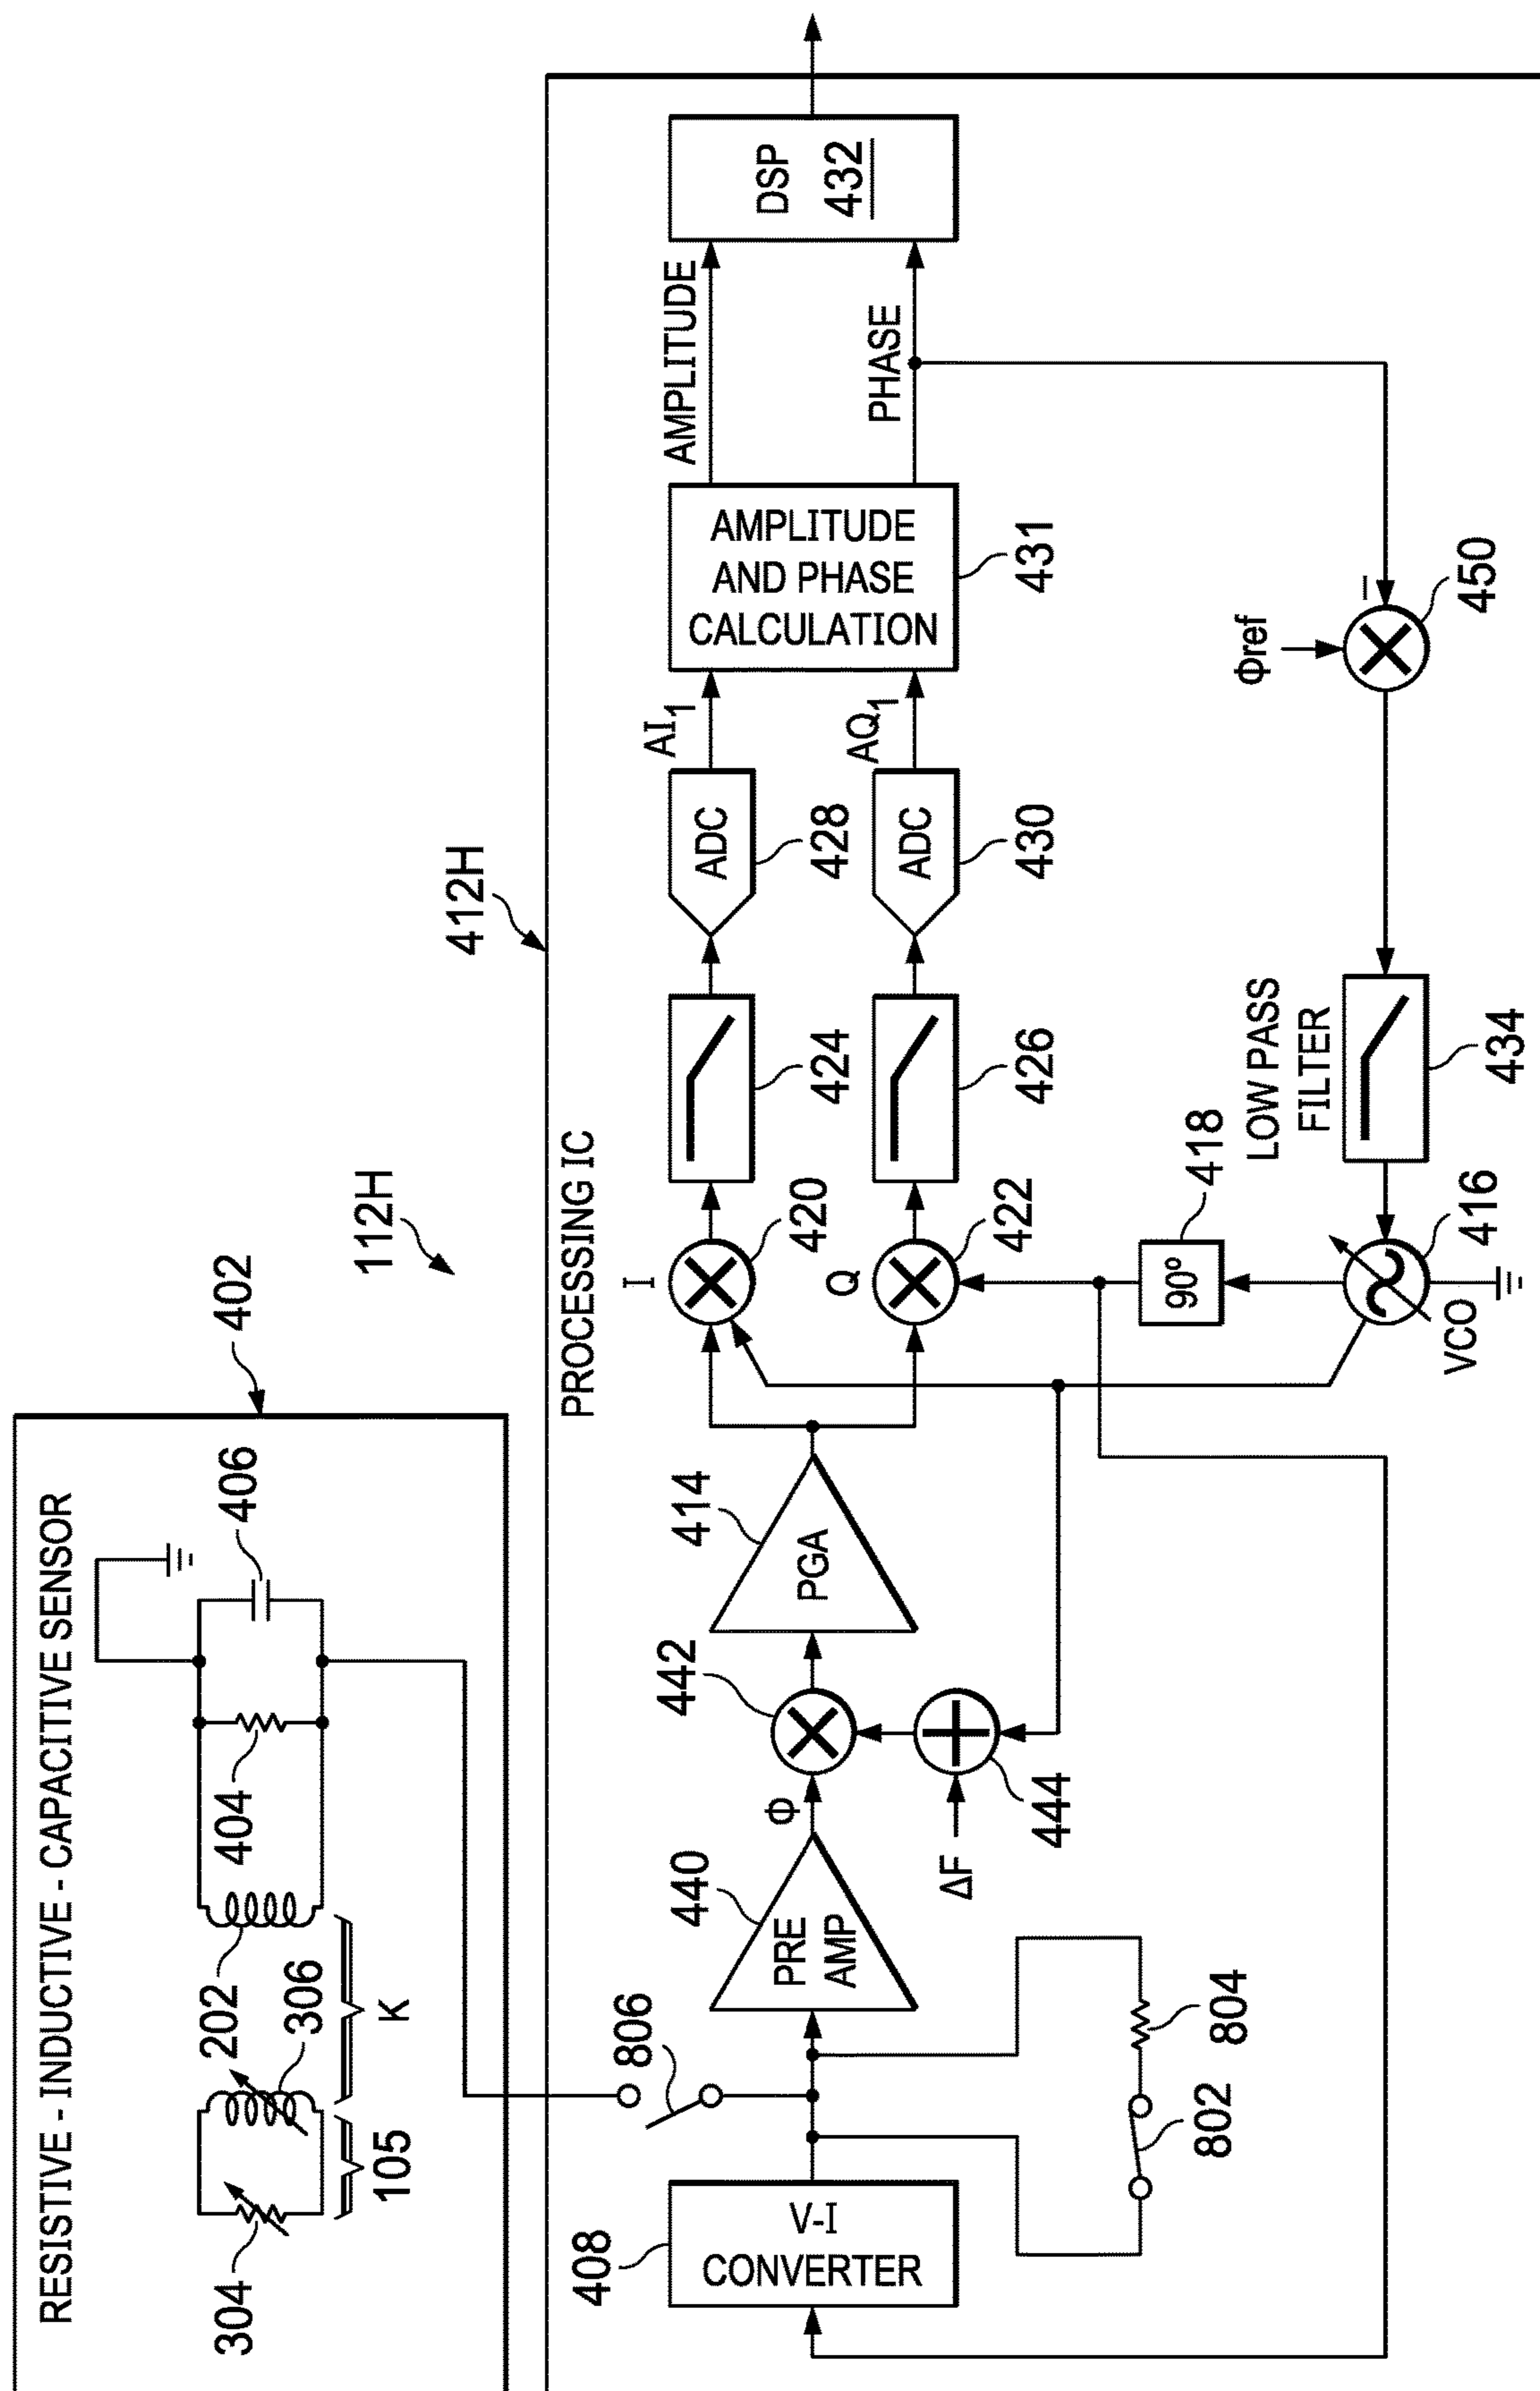 RESISTIVE - INDUCTIVE - CAPACITIVE SENSOR
402
112H
304
105
306
202
K
404
406
412H
PROCESSING IC
408
V-I
CONVERTER
806
802
804
440
PRE
AMP
Φ
442
ΔF
444
414
PGA
I
420
Q
422
424
426
ADC
428
ADC
430
AI1
AQ1
AMPLITUDE
AND PHASE
CALCULATION
431
AMPLITUDE
PHASE
DSP
432
90º
418
VCO
416
LOW PASS
FILTER
434
Φref
–
450